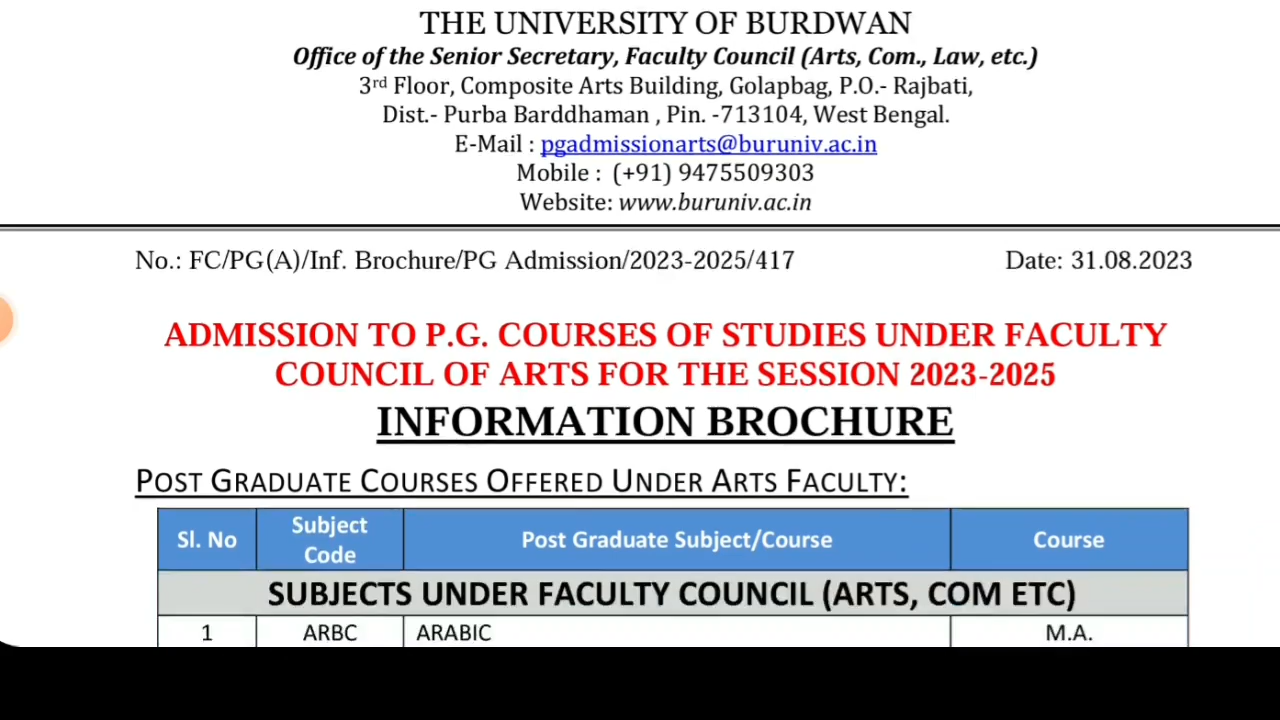 THE UNIVERSITY OF BURDWAN
Office of the Senior Secretary, Faculty Council (Arts, Com., Law, etc.)
3rd Floor, Composite Arts Building, Golapbag, P.O.- Rajbati,
Dist.- Purba Barddhaman , Pin. -713104, West Bengal.
E-Mail : pgadmissionarts@buruniv.ac.in
Mobile : (+91) 9475509303
Website: www.buruniv.ac.in
No.: FC/PG(A)/Inf. Brochure/PG Admission/2023-2025/417 Date: 31.08.2023
ADMISSION TO P.G. COURSES OF STUDIES UNDER FACULTY
COUNCIL OF ARTS FOR THE SESSION 2023-2025
INFORMATION BROCHURE
POST GRADUATE COURSES OFFERED UNDER ARTS FACULTY:
Sl. No Subject Code Post Graduate Subject/Course Course
SUBJECTS UNDER FACULTY COUNCIL (ARTS, COM ETC)
1 ARBC ARABIC M.A.